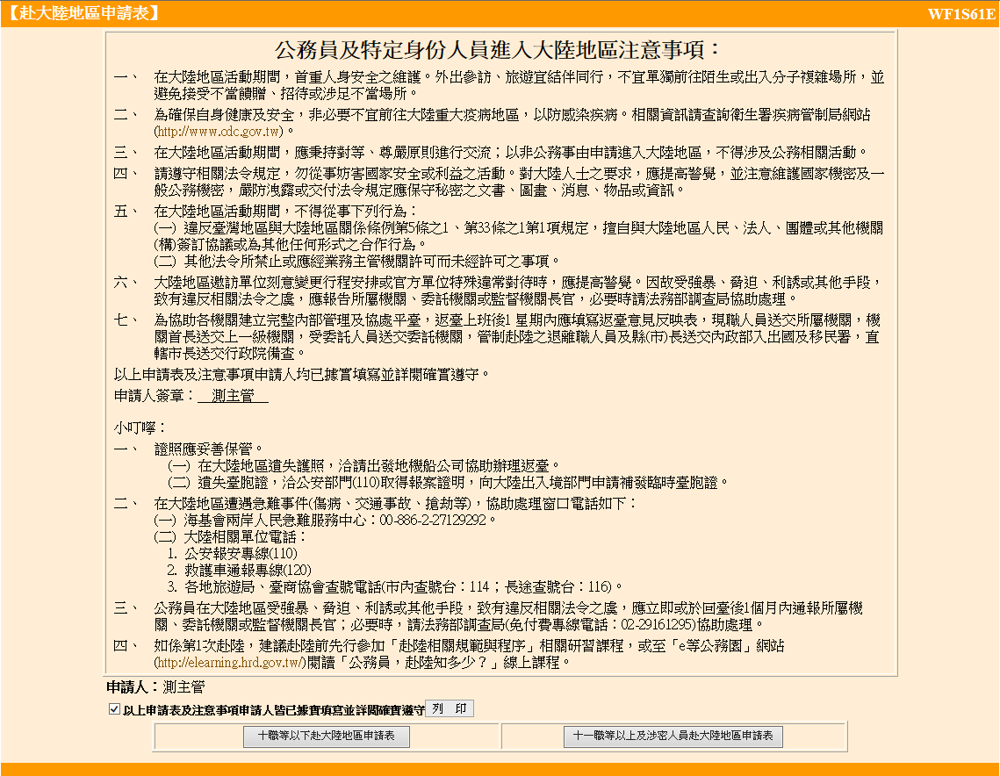 【赴大陸地區申請表】 WF1S61E
公務員及特定身份人員進入大陸地區注意事項：
一、 在大陸地區活動期間，首重人身安全之維護。外出參訪、旅遊宜結伴同行，不宜單獨前往陌生或出入分子複雜場所，並
避免接受不當饋贈、招待或涉足不當場所。
二、 為確保自身健康及安全，非必要不宜前往大陸重大疫病地區，以防感染疾病。相關資訊請查詢衛生署疾病管制局網站
(http://www.cdc.gov.tw)。
三、 在大陸地區活動期間，應秉持對等、尊嚴原則進行交流；以非公務事由申請進入大陸地區，不得涉及公務相關活動。
四、 請遵守相關法令規定，勿從事妨害國家安全或利益之活動。對大陸人士之要求，應提高警覺，並注意維護國家機密及一
般公務機密，嚴防洩露或交付法令規定應保守秘密之文書、圖畫、消息、物品或資訊。
五、 在大陸地區活動期間，不得從事下列行為：
(一) 違反臺灣地區與大陸地區關係條例第5條之1、第33條之1第1項規定，擅自與大陸地區人民、法人、團體或其他機關
(構)簽訂協議或為其他任何形式之合作行為。
(二) 其他法令所禁止或應經業務主管機關許可而未經許可之事項。
六、 大陸地區邀訪單位刻意變更行程安排或官方單位特殊違常對待時，應提高警覺。因故受強暴、脅迫、利誘或其他手段，
致有違反相關法令之虞，應報告所屬機關、委託機關或監督機關長官，必要時請法務部調查局協助處理。
七、 為協助各機關建立完整內部管理及協處平臺，返臺上班後1 星期內應填寫返臺意見反映表，現職人員送交所屬機關，機
關首長送交上一級機關，受委託人員送交委託機關，管制赴陸之退離職人員及縣(市)長送交內政部入出國及移民署，直
轄市長送交行政院備查。
以上申請表及注意事項申請人均已據實填寫並詳閱確實遵守。
申請人簽章：　測主管
小叮嚀：
一、 證照應妥善保管。
(一) 在大陸地區遺失護照，洽請出發地機船公司協助辦理返臺。
(二) 遺失臺胞證，洽公安部門(110)取得報案證明，向大陸出入境部門申請補發臨時臺胞證。
二、 在大陸地區遭遇急難事件(傷病、交通事故、搶劫等)，協助處理窗口電話如下：
(一) 海基會兩岸人民急難服務中心：00-886-2-27129292。
(二) 大陸相關單位電話：
1. 公安報安專線(110)
2. 救護車通報專線(120)
3. 各地旅遊局、臺商協會查號電話(市內查號台：114；長途查號台：116)。
三、 公務員在大陸地區受強暴、脅迫、利誘或其他手段，致有違反相關法令之虞，應立即或於回臺後1個月內通報所屬機
關、委託機關或監督機關長官；必要時，請法務部調查局(免付費專線電話：02-29161295)協助處理。
四、 如係第1次赴陸，建議赴陸前先行參加「赴陸相關規範與程序」相關研習課程，或至「e等公務園」網站
(http://elearning.hrd.gov.tw/)閱讀「公務員，赴陸知多少？」線上課程。
申請人：測主管
以上申請表及注意事項申請人皆已據實填寫並詳閱確實遵守 列 印
十職等以下赴大陸地區申請表 十一職等以上及涉密人員赴大陸地區申請表